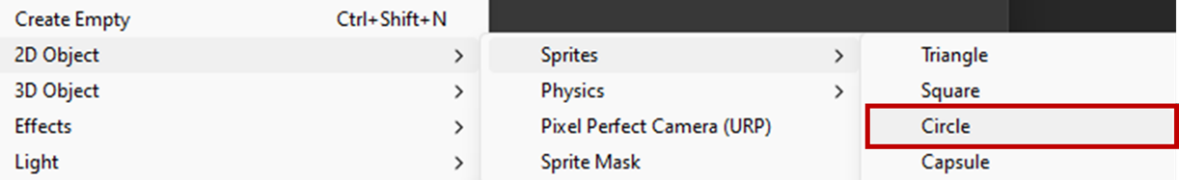 Create Empty Ctrl+Shift+N
2D Object Sprites Triangle
3D Object Physics Square
Effects Pixel Perfect Camera (URP) Circle
Light Sprite Mask Capsule